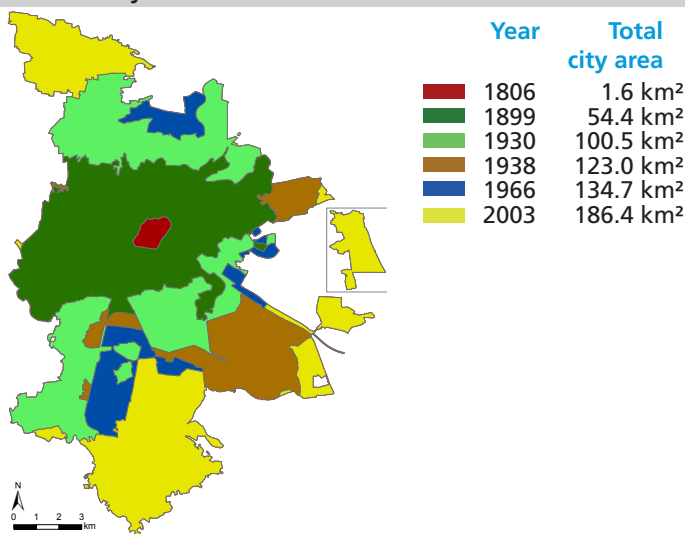 Year Total
city area
1806 1.6 km²
1899 54.4 km²
1930 100.5 km²
1938 123.0 km²
1966 134.7 km²
2003 186.4 km²
N
0 1 2 3
km